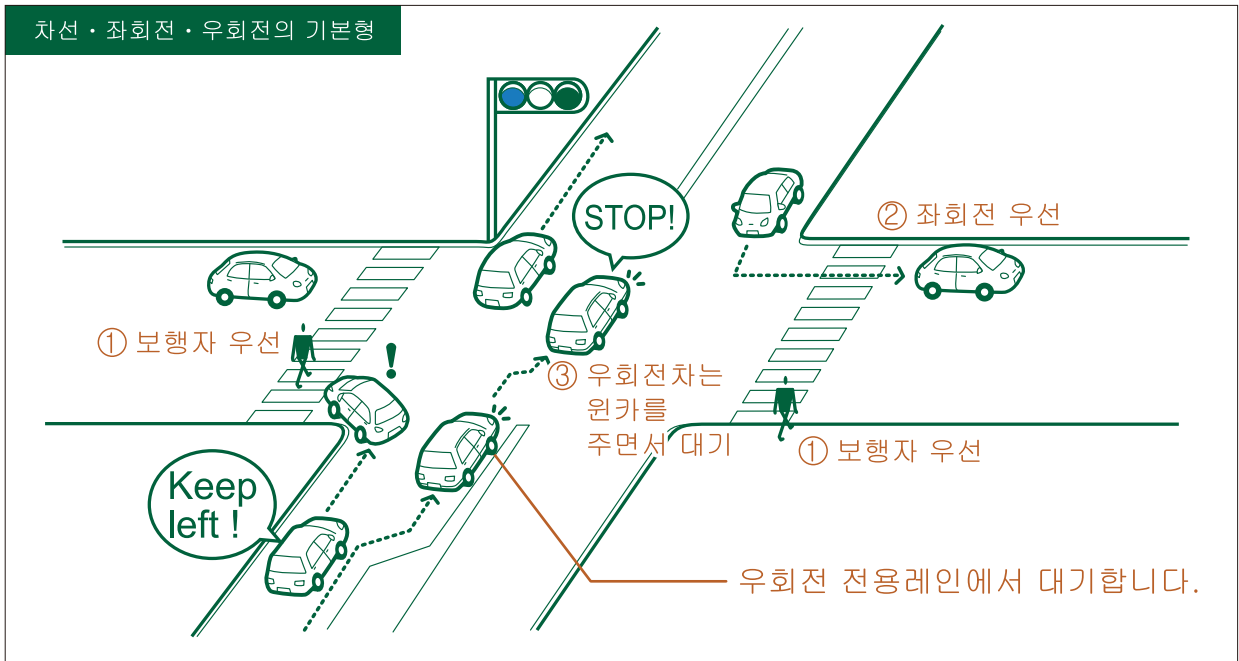 차선・좌회전・우회전의 기본형
STOP!
② 좌회전 우선
① 보행자 우선
!
③ 우회전차는
윈카를
주면서 대기
① 보행자 우선
Keep
left !
우회전 전용레인에서 대기합니다.